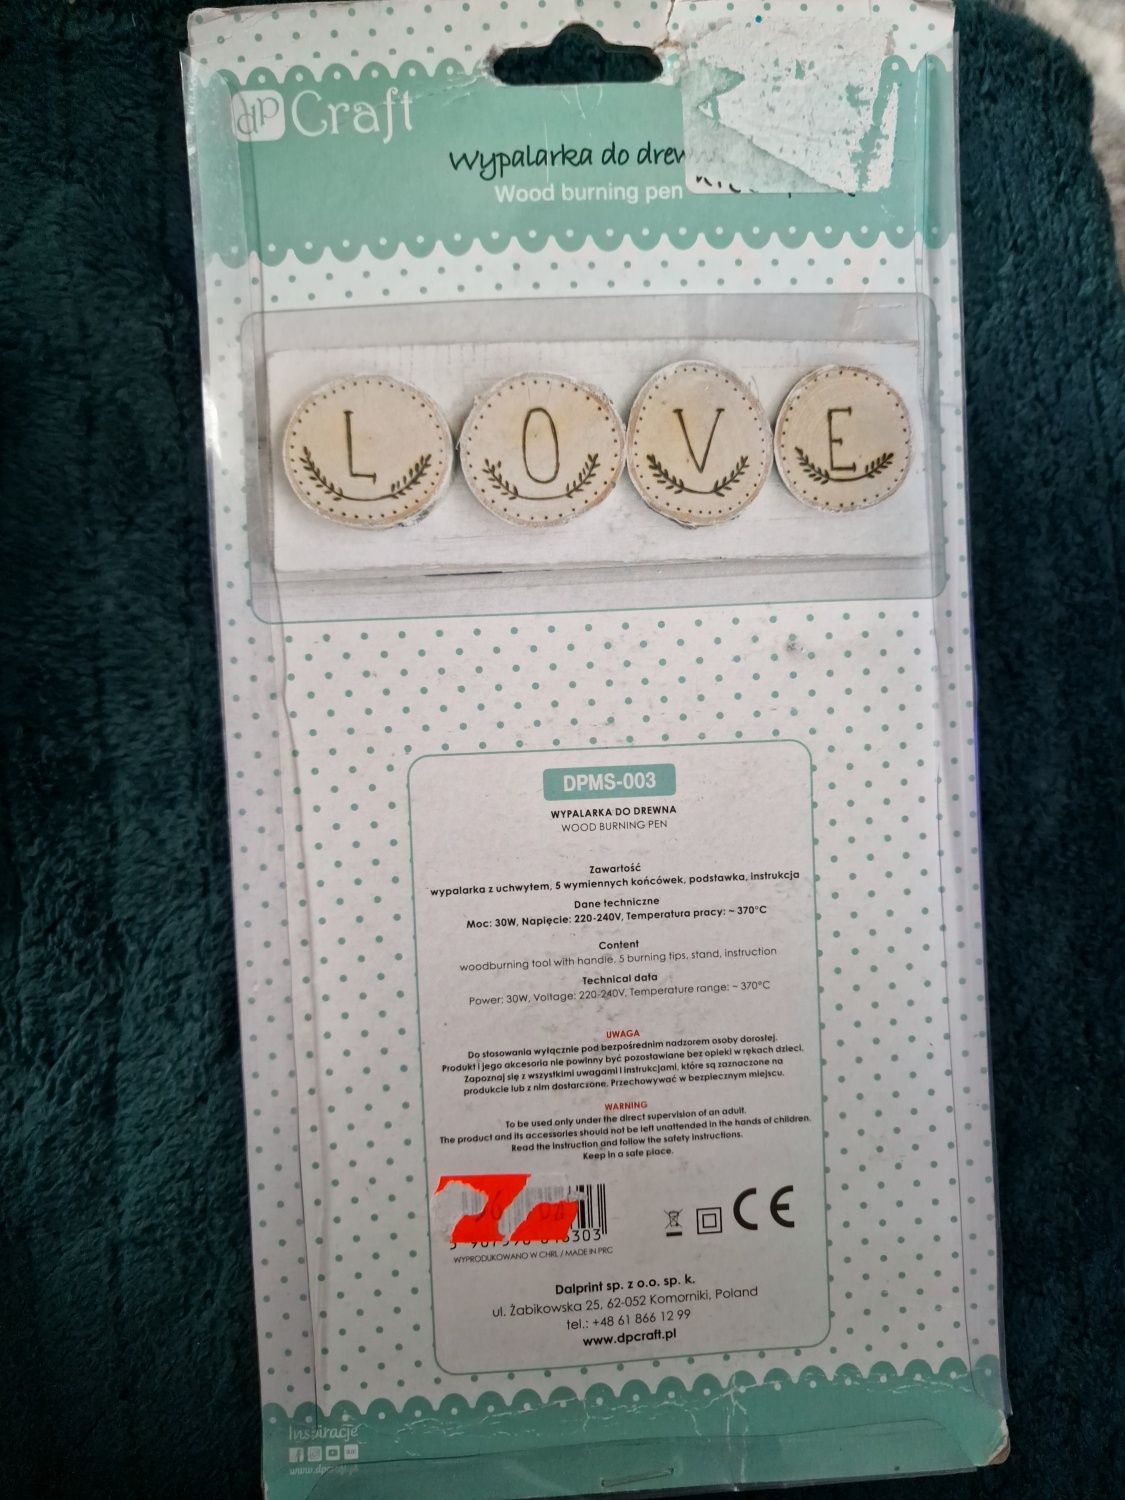 dp Craft
Wypalarka do drew
Wood burning pen
L O V E
DPMS-003
WYPALARKA DO DREWNA
WOOD BURNING PEN
Zawartość
wypalarka z uchwytem, 5 wymiennych końcówek, podstawka, instrukcja
Dane techniczne
Moc: 30W, Napięcie: 220-240V, Temperatura pracy: ~ 370°C
Content
woodburning tool with handle, 5 burning tips, stand, instruction
Technical data
Power: 30W, Voltage: 220-240V, Temperature range: ~ 370°C
UWAGA
Do stosowania wyłącznie pod bezpośrednim nadzorem osoby dorosłej.
Produkt i jego akcesoria nie powinny być pozostawiane bez opieki w rękach dzieci.
Zapoznaj się z wszystkimi uwagami i instrukcjami, które są zaznaczone na
produkcie lub z nim dostarczone. Przechowywać w bezpiecznym miejscu.
WARNING
To be used only under the direct supervision of an adult.
The product and its accessories should not be left unattended in the hands of children.
Read the instruction and follow the safety instructions.
Keep in a safe place.
CE
WYPRODUKOWANO W CHRL / MADE IN PRC
Dalprint sp. z o.o. sp. k.
ul. Żabikowska 25, 62-052 Komorniki, Poland
tel.: +48 61 866 12 99
www.dpcraft.pl
Inspiracje